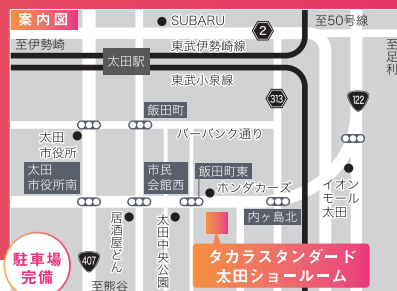 案内図
SUBARU
2
至50号線
至伊勢崎
東武伊勢崎線
至足利
太田駅
東武小泉線
313
122
飯田町
バーバンク通り
太田
市役所
太田
市役所南
市民
会館西
飯田町東
ホンダカーズ
イオン
モール
太田
居酒屋どん
太田中央公園
内ヶ島北
駐車場
完備
407
至熊谷
タカラスタンダード
太田ショールーム